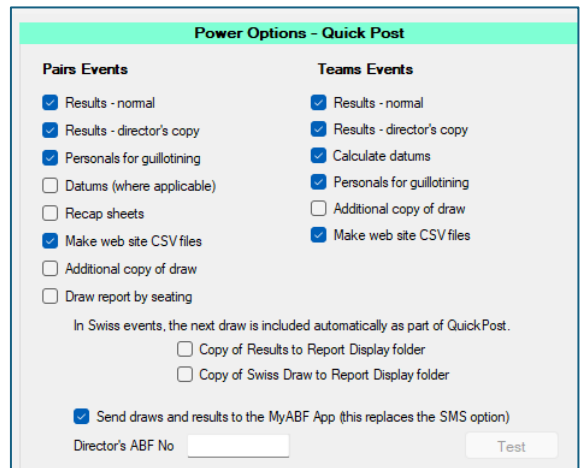 Power Options - Quick Post
Pairs Events
Results - normal
Results - director's copy
Personals for guillotining
Datums (where applicable)
Recap sheets
Make web site CSV files
Additional copy of draw
Draw report by seating
Teams Events
Results - normal
Results - director's copy
Calculate datums
Personals for guillotining
Additional copy of draw
Make web site CSV files
In Swiss events, the next draw is included automatically as part of QuickPost.
Copy of Results to Report Display folder
Copy of Swiss Draw to Report Display folder
Send draws and results to the MyABF App (this replaces the SMS option)
Director's ABF No
Test